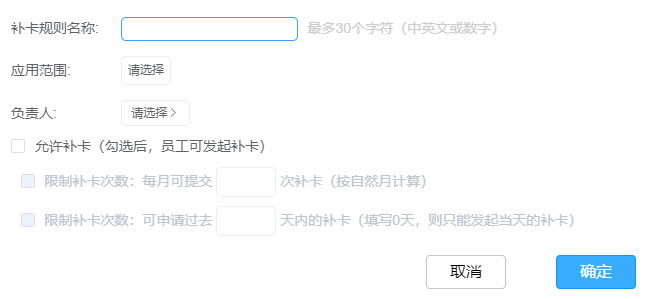 补卡规则名称: 最多30个字符（中英文或数字）
应用范围: 请选择
负责人: 请选择 >
允许补卡（勾选后，员工可发起补卡）
限制补卡次数：每月可提交 次补卡（按自然月计算）
限制补卡次数：可申请过去 天内的补卡（填写0天，则只能发起当天的补卡）
取消 确定